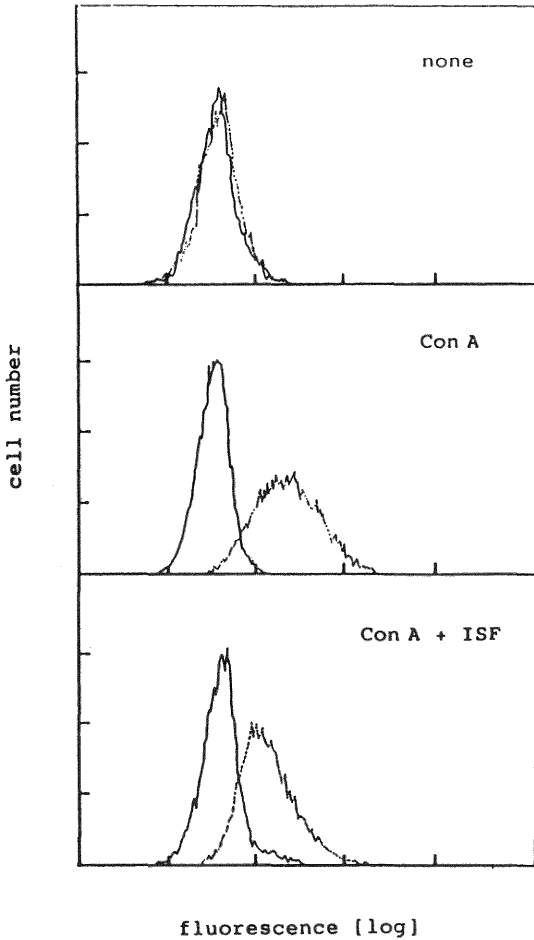 none
Con A
cell number
Con A + ISF
fluorescence [log]